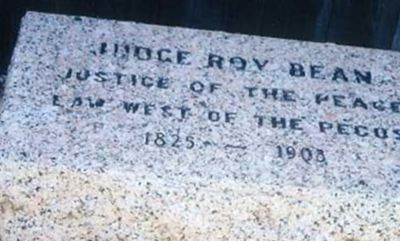 JUDGE ROY BEAN
JUSTICE OF THE PEACE
LAW WEST OF THE PECOS
1825 — 1903